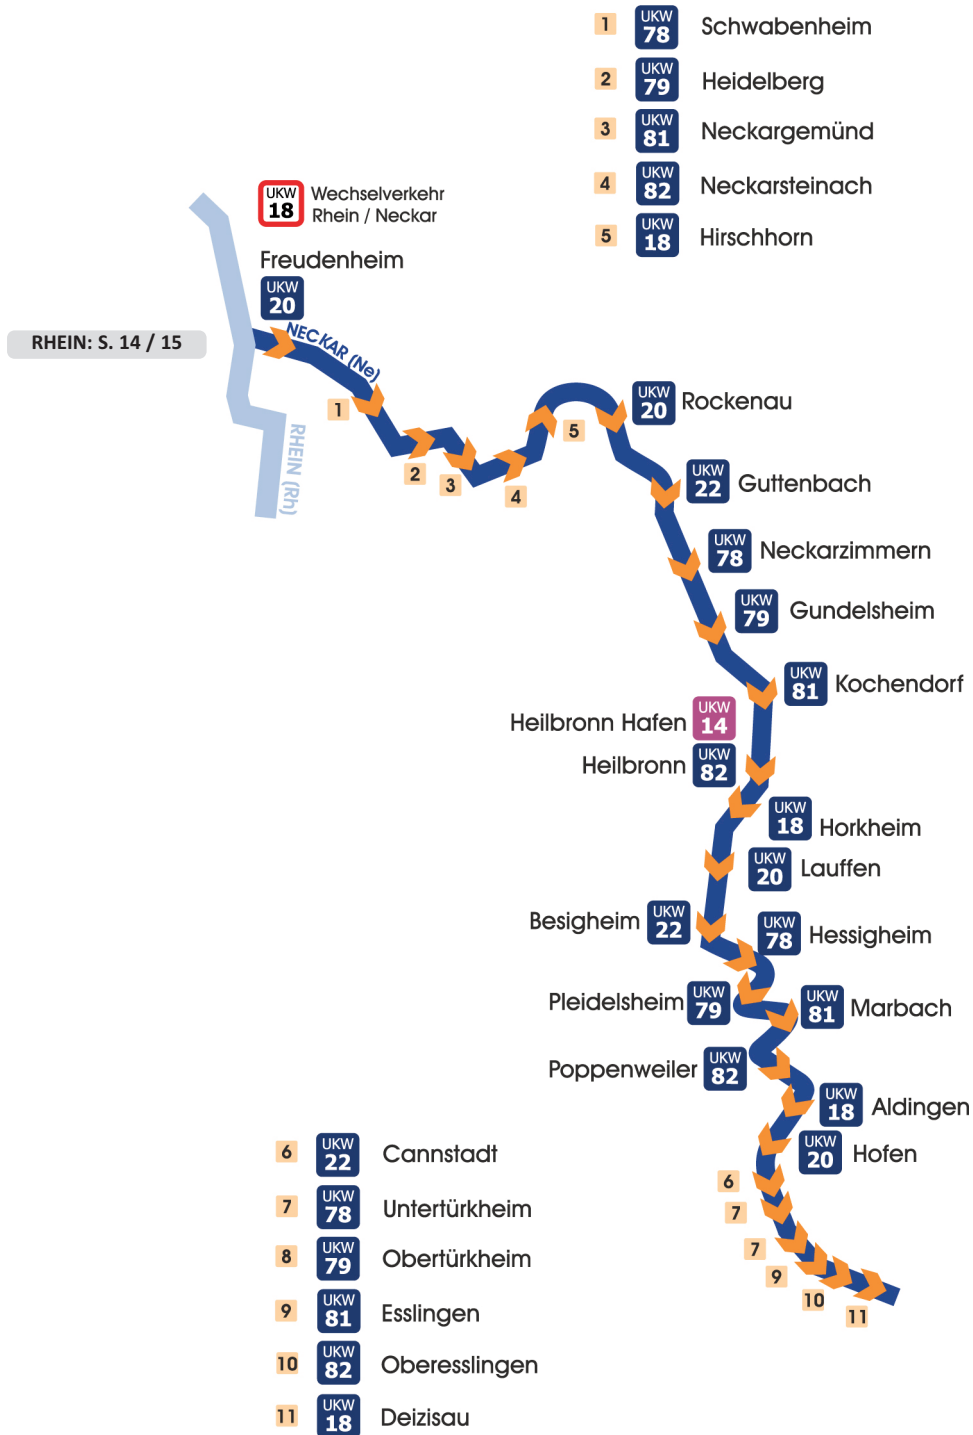 1 UKW 78 Schwabenheim
2 UKW 79 Heidelberg
3 UKW 81 Neckargemünd
4 UKW 82 Neckarsteinach
5 UKW 18 Hirschhorn
UKW 18 Wechselverkehr
Rhein / Neckar
Freudenheim
UKW 20
NECKAR (Ne)
RHEIN: S. 14 / 15
RHEIN (Rh)
1
2
3
4
5
UKW 20 Rockenau
UKW 22 Guttenbach
UKW 78 Neckarzimmern
UKW 79 Gundelsheim
UKW 81 Kochendorf
Heilbronn Hafen UKW 14
Heilbronn UKW 82
UKW 18 Horkheim
UKW 20 Lauffen
Besigheim UKW 22
UKW 78 Hessigheim
Pleidelsheim UKW 79
UKW 81 Marbach
Poppenweiler UKW 82
UKW 18 Aldingen
UKW 20 Hofen
6
7
7
9
10
11
6 UKW 22 Cannstadt
7 UKW 78 Untertürkheim
8 UKW 79 Obertürkheim
9 UKW 81 Esslingen
10 UKW 82 Oberesslingen
11 UKW 18 Deizisau